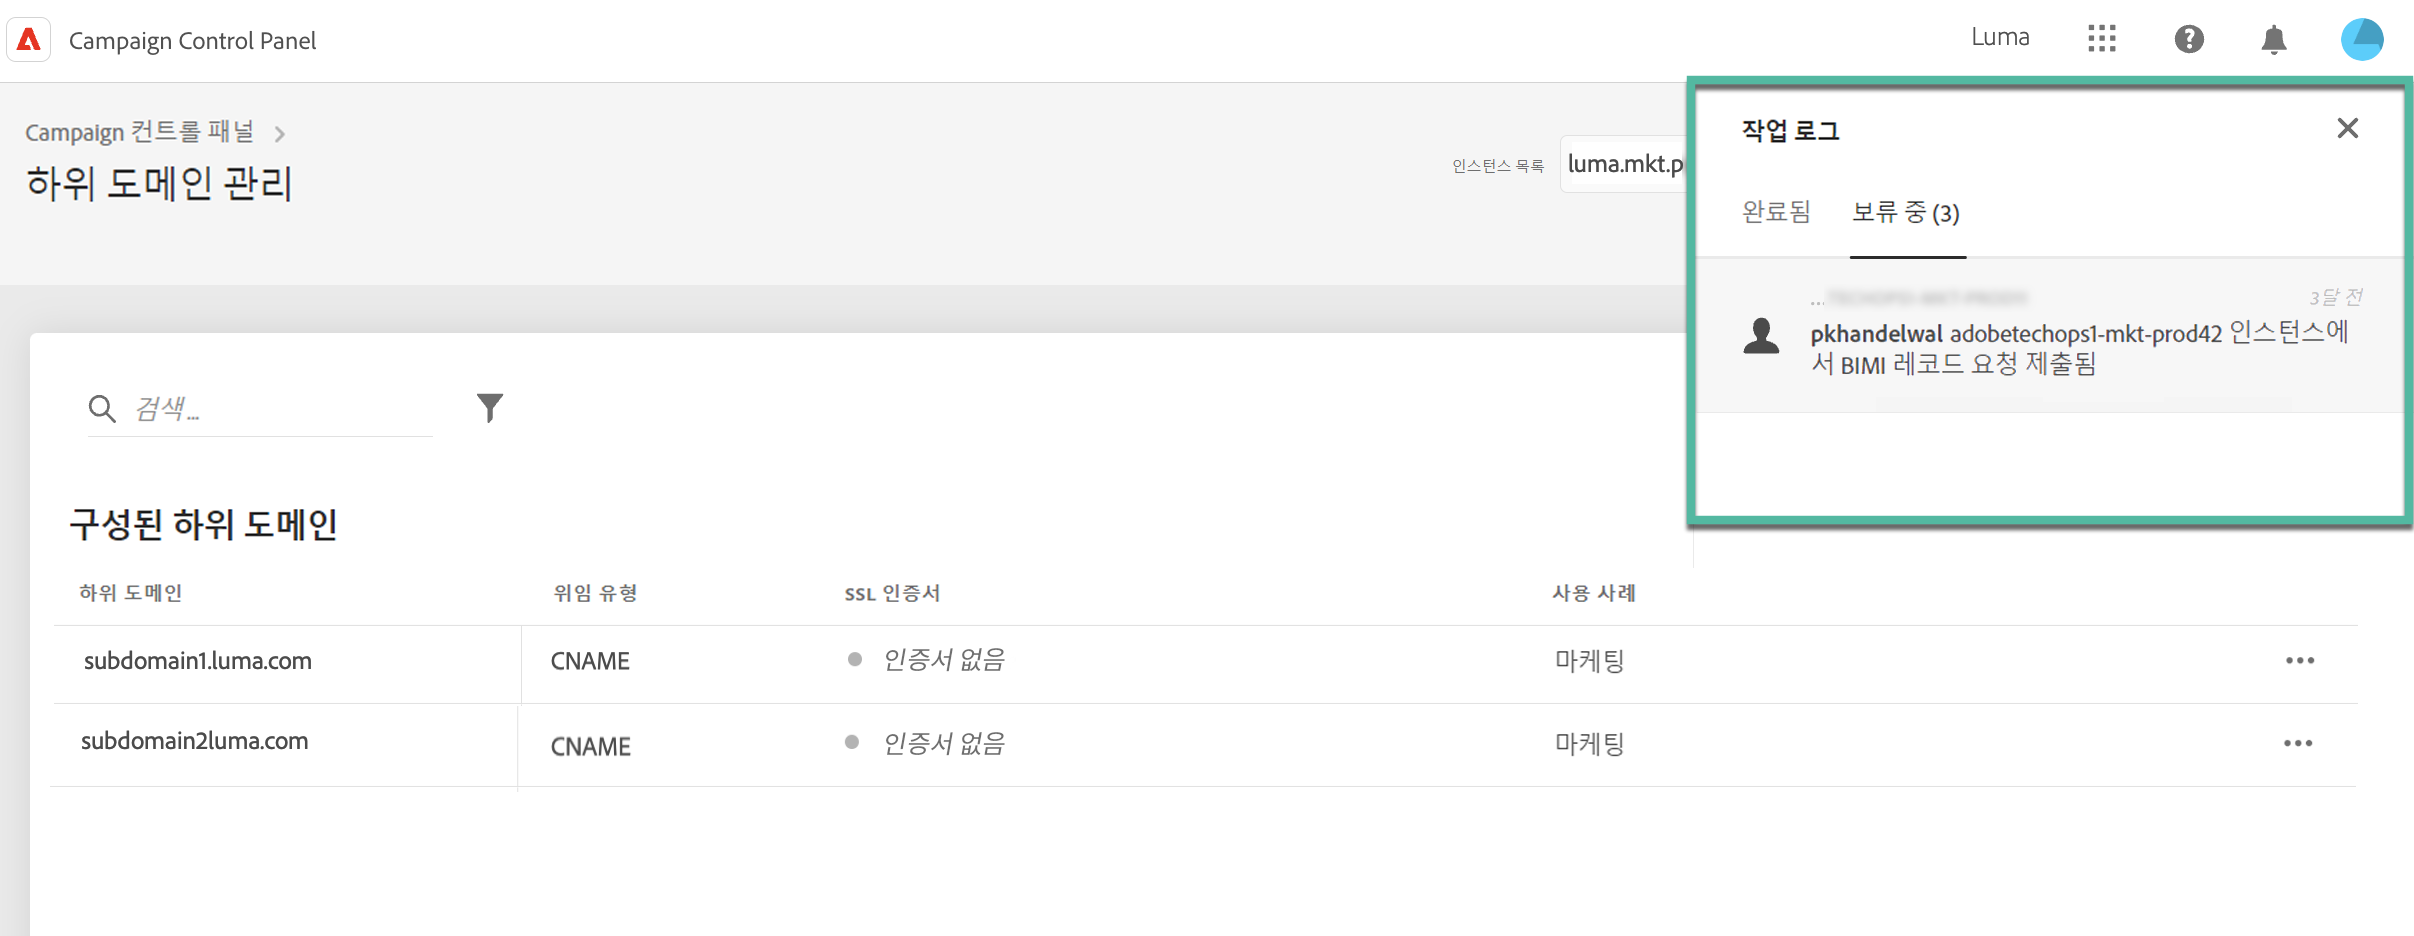 Campaign Control Panel
Luma
Campaign 컨트롤 패널
하위 도메인 관리
인스턴스 목록
luma.mkt.p
작업 로그
완료됨
보류 중 (3)
...
3달 전
pkhandelwal adobetechops1-mkt-prod42 인스턴스에
서 BIMI 레코드 요청 제출됨
검색...
구성된 하위 도메인
하위 도메인 위임 유형 SSL 인증서 사용 사례
subdomain1.luma.com CNAME 인증서 없음 마케팅
subdomain2luma.com CNAME 인증서 없음 마케팅